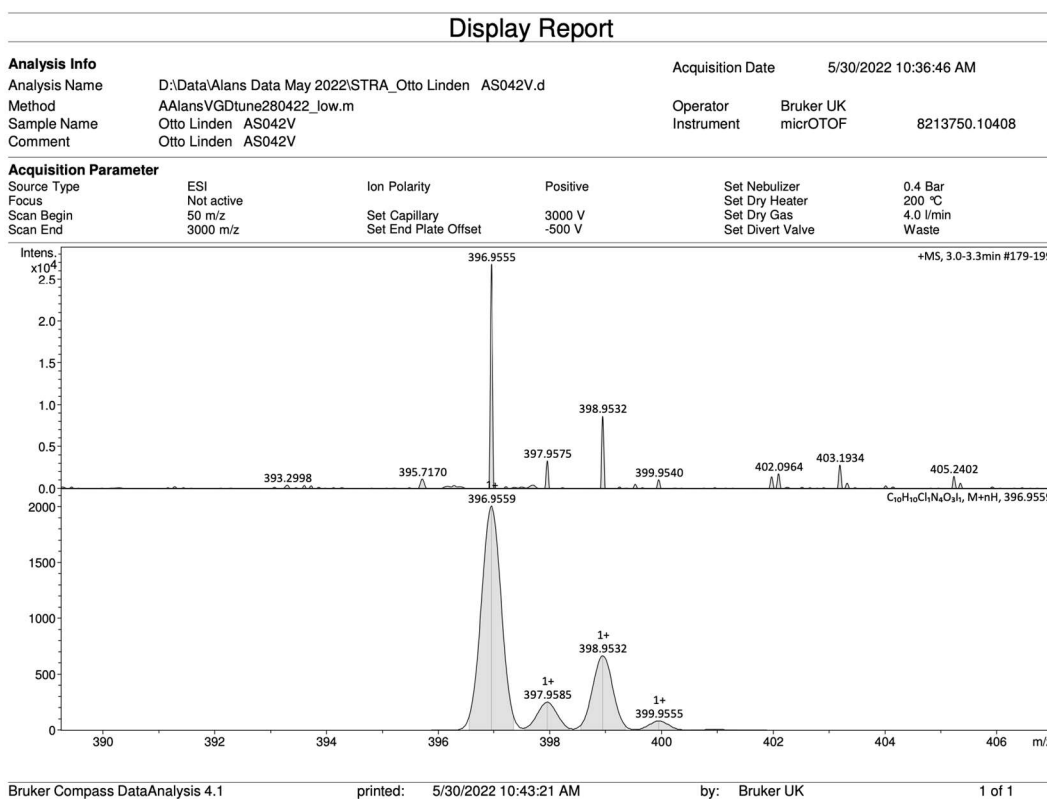 Display Report
Analysis Info
Acquisition Date 5/30/2022 10:36:46 AM
Analysis Name D:\Data\Alans Data May 2022\STRA_Otto Linden AS042V.d
Method AAlansVGDtune280422_low.m Operator Bruker UK
Sample Name Otto Linden AS042V Instrument micrOTOF 8213750.10408
Comment Otto Linden AS042V
Acquisition Parameter
Source Type ESI Ion Polarity Positive Set Nebulizer 0.4 Bar
Focus Not active Set Dry Heater 200 °C
Scan Begin 50 m/z Set Capillary 3000 V Set Dry Gas 4.0 l/min
Scan End 3000 m/z Set End Plate Offset -500 V Set Divert Valve Waste
Intens.
x10⁴
+MS, 3.0-3.3min #179-199
396.9555
2.5
2.0
1.5
1.0
398.9532
0.5
397.9575
403.1934
395.7170
402.0964
405.2402
393.2998
399.9540
0.0
1+
396.9559
C₁₀H₁₀Cl₁N₄O₃I₁, M+nH, 396.9559
2000
1500
1000
1+
398.9532
500
1+
397.9585
1+
399.9555
0
390 392 394 396 398 400 402 404 406 m/z
Bruker Compass DataAnalysis 4.1 printed: 5/30/2022 10:43:21 AM by: Bruker UK 1 of 1